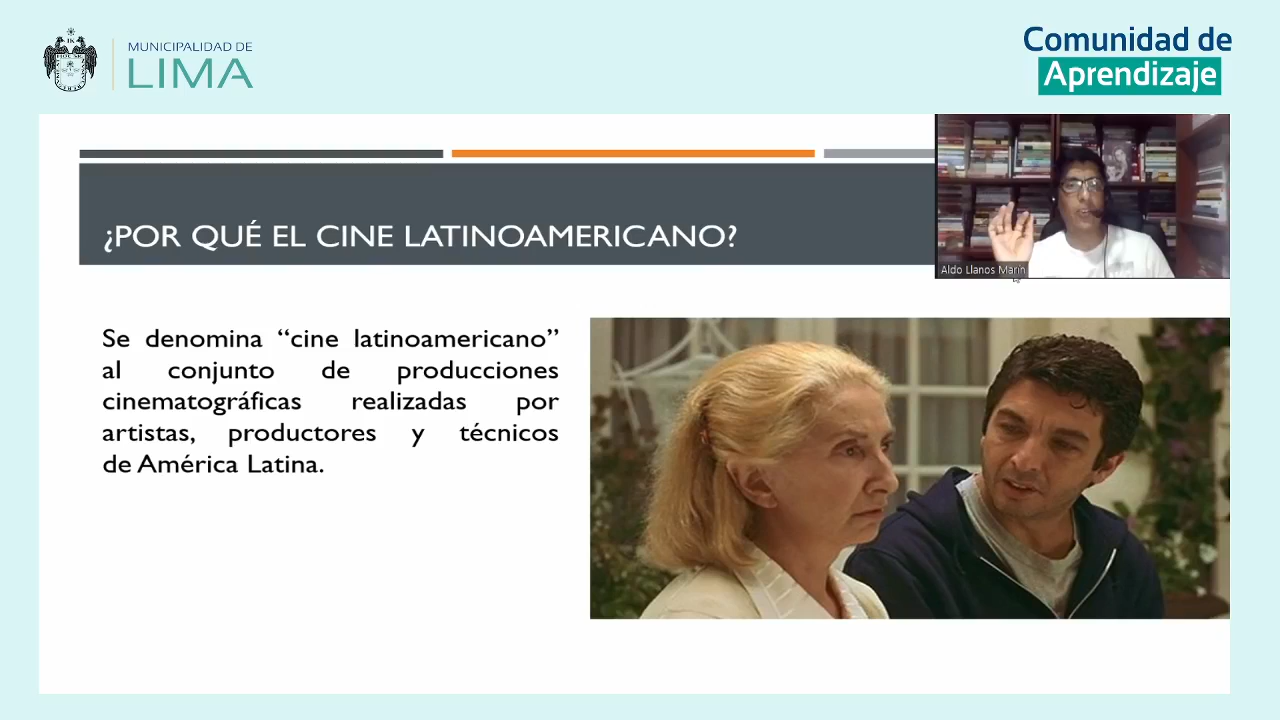 MUNICIPALIDAD DE
LIMA
Comunidad de
Aprendizaje
¿POR QUÉ EL CINE LATINOAMERICANO?
Aldo Llanos Marín
Se denomina “cine latinoamericano”
al conjunto de producciones
cinematográficas realizadas por
artistas, productores y técnicos
de América Latina.